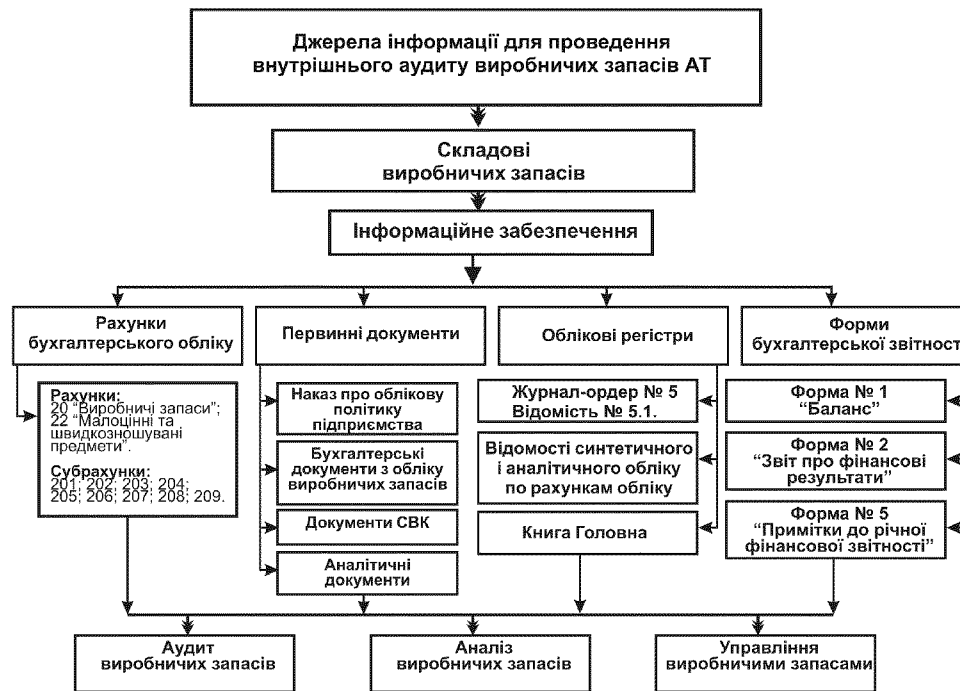 Джерела інформації для проведення
внутрішнього аудиту виробничих запасів АТ
Складові
виробничих запасів
Інформаційне забезпечення
Рахунки
бухгалтерського обліку
Первинні документи
Облікові регістри
Форми
бухгалтерської звітност
Рахунки:
20 “Виробничі запаси”;
22 “Малоцінні та
швидкозношувані
предмети”.
Субрахунки:
201; 202; 203; 204;
205; 206; 207; 208; 209.
Наказ про облікову
політику
підприємства
Бухгалтерські
документи з обліку
виробничих запасів
Документи СВК
Аналітичні
документи
Журнал-ордер № 5
Відомість № 5.1.
Відомості синтетичного
і аналітичного обліку
по рахункам обліку
Книга Головна
Форма № 1
“Баланс”
Форма № 2
“Звіт про фінансові
результати”
Форма № 5
“Примітки до річної
фінансової звітності”
Аудит
виробничих запасів
Аналіз
виробничих запасів
Управління
виробничими запасами